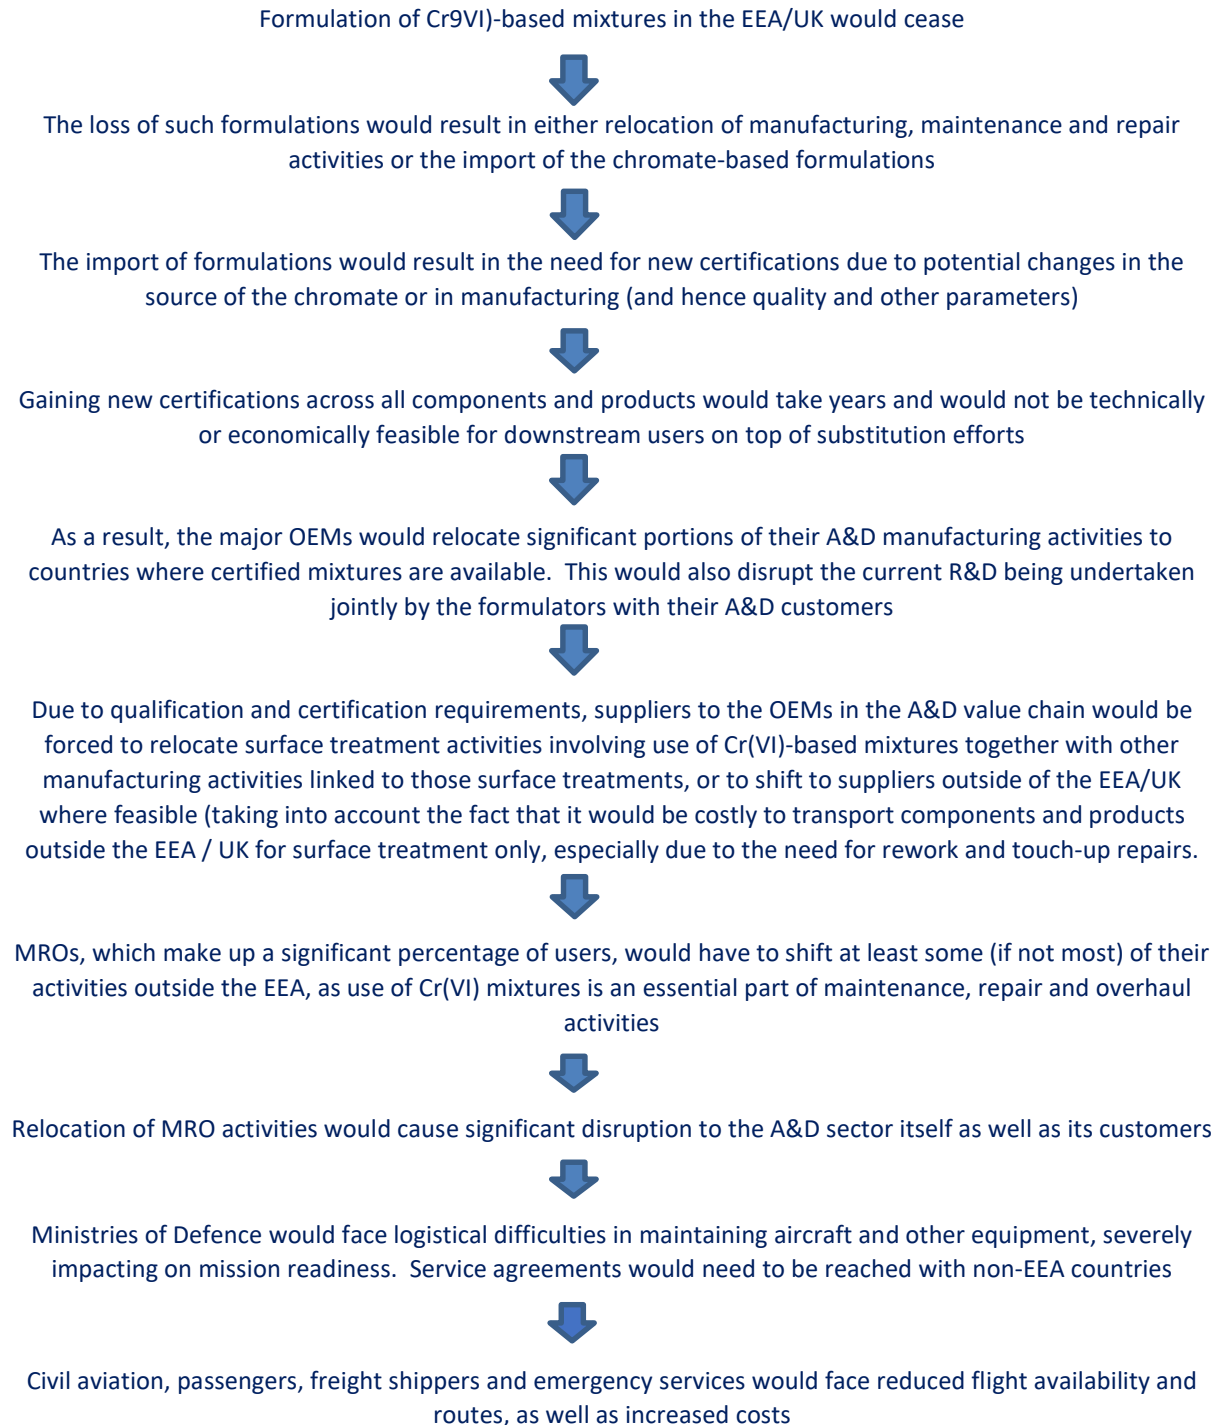 Formulation of Cr9VI)-based mixtures in the EEA/UK would cease
The loss of such formulations would result in either relocation of manufacturing, maintenance and repair
activities or the import of the chromate-based formulations
The import of formulations would result in the need for new certifications due to potential changes in the
source of the chromate or in manufacturing (and hence quality and other parameters)
Gaining new certifications across all components and products would take years and would not be technically
or economically feasible for downstream users on top of substitution efforts
As a result, the major OEMs would relocate significant portions of their A&D manufacturing activities to
countries where certified mixtures are available.  This would also disrupt the current R&D being undertaken
jointly by the formulators with their A&D customers
Due to qualification and certification requirements, suppliers to the OEMs in the A&D value chain would be
forced to relocate surface treatment activities involving use of Cr(VI)-based mixtures together with other
manufacturing activities linked to those surface treatments, or to shift to suppliers outside of the EEA/UK
where feasible (taking into account the fact that it would be costly to transport components and products
outside the EEA / UK for surface treatment only, especially due to the need for rework and touch-up repairs.
MROs, which make up a significant percentage of users, would have to shift at least some (if not most) of their
activities outside the EEA, as use of Cr(VI) mixtures is an essential part of maintenance, repair and overhaul
activities
Relocation of MRO activities would cause significant disruption to the A&D sector itself as well as its customers
Ministries of Defence would face logistical difficulties in maintaining aircraft and other equipment, severely
impacting on mission readiness.  Service agreements would need to be reached with non-EEA countries
Civil aviation, passengers, freight shippers and emergency services would face reduced flight availability and
routes, as well as increased costs